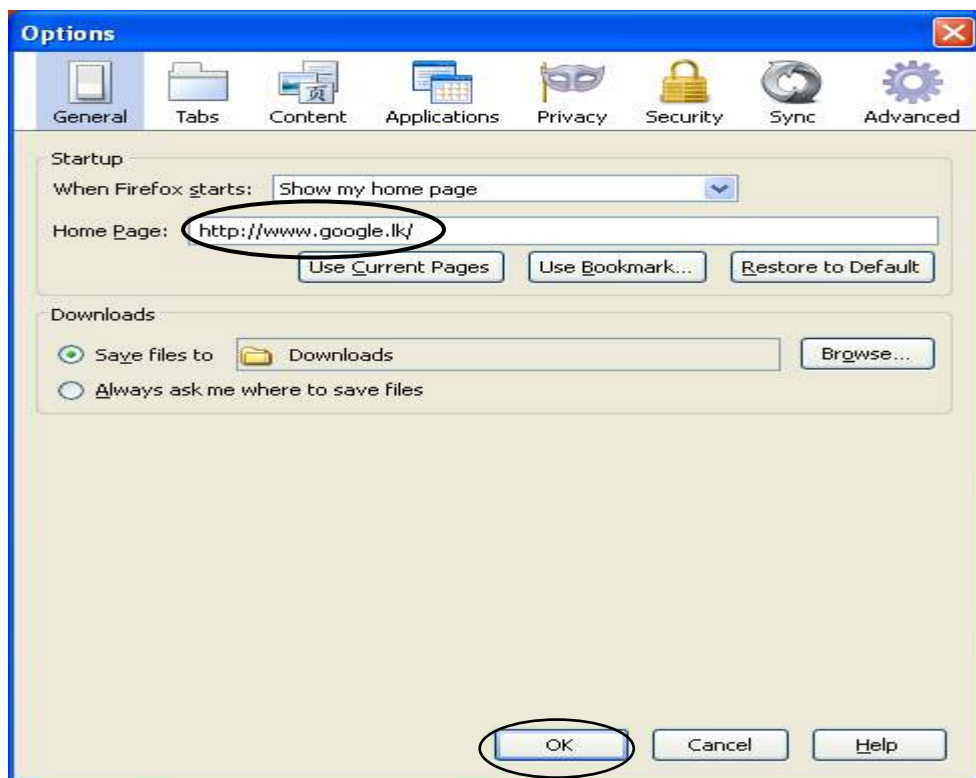 Options
General Tabs Content Applications Privacy Security Sync Advanced
Startup
When Firefox starts: Show my home page
Home Page: http://www.google.lk/
Use Current Pages Use Bookmark... Restore to Default
Downloads
Save files to Downloads Browse...
Always ask me where to save files
OK Cancel Help